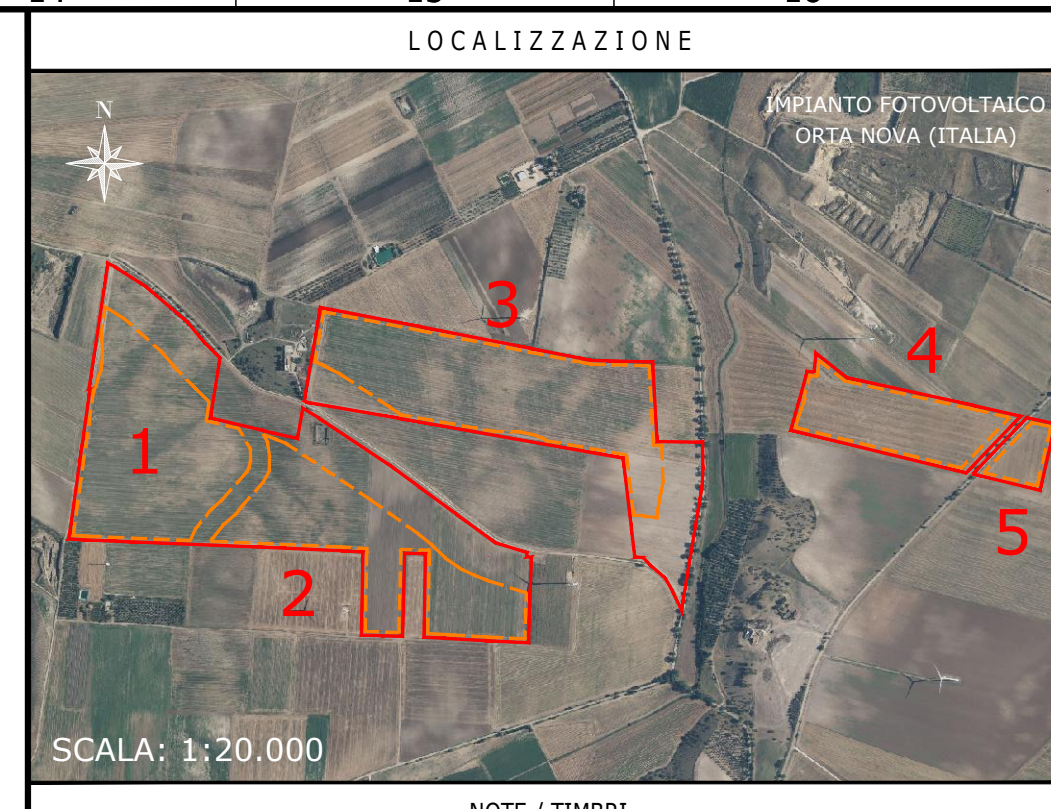 LOCALIZZAZIONE
N
IMPIANTO FOTOVOLTAICO
ORTA NOVA (ITALIA)
3
4
1
5
2
SCALA: 1:20.000
NOTE / TIMBRI